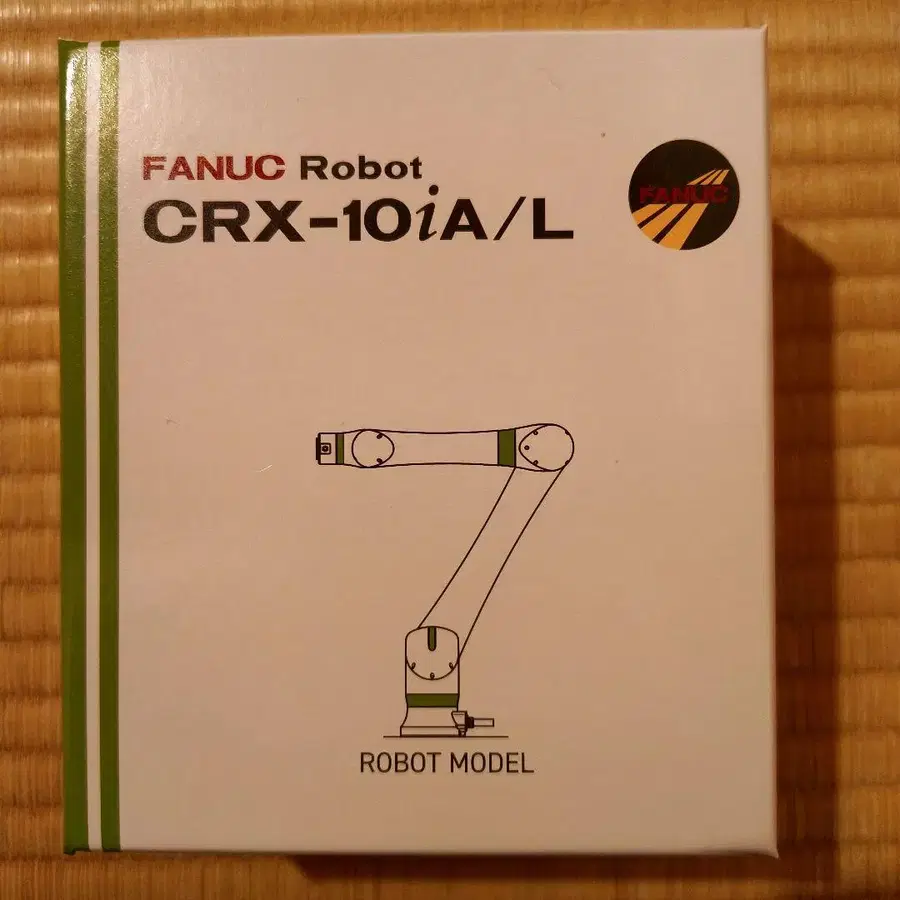 FANUC Robot
CRX-10iA/L
FANUC
ROBOT MODEL